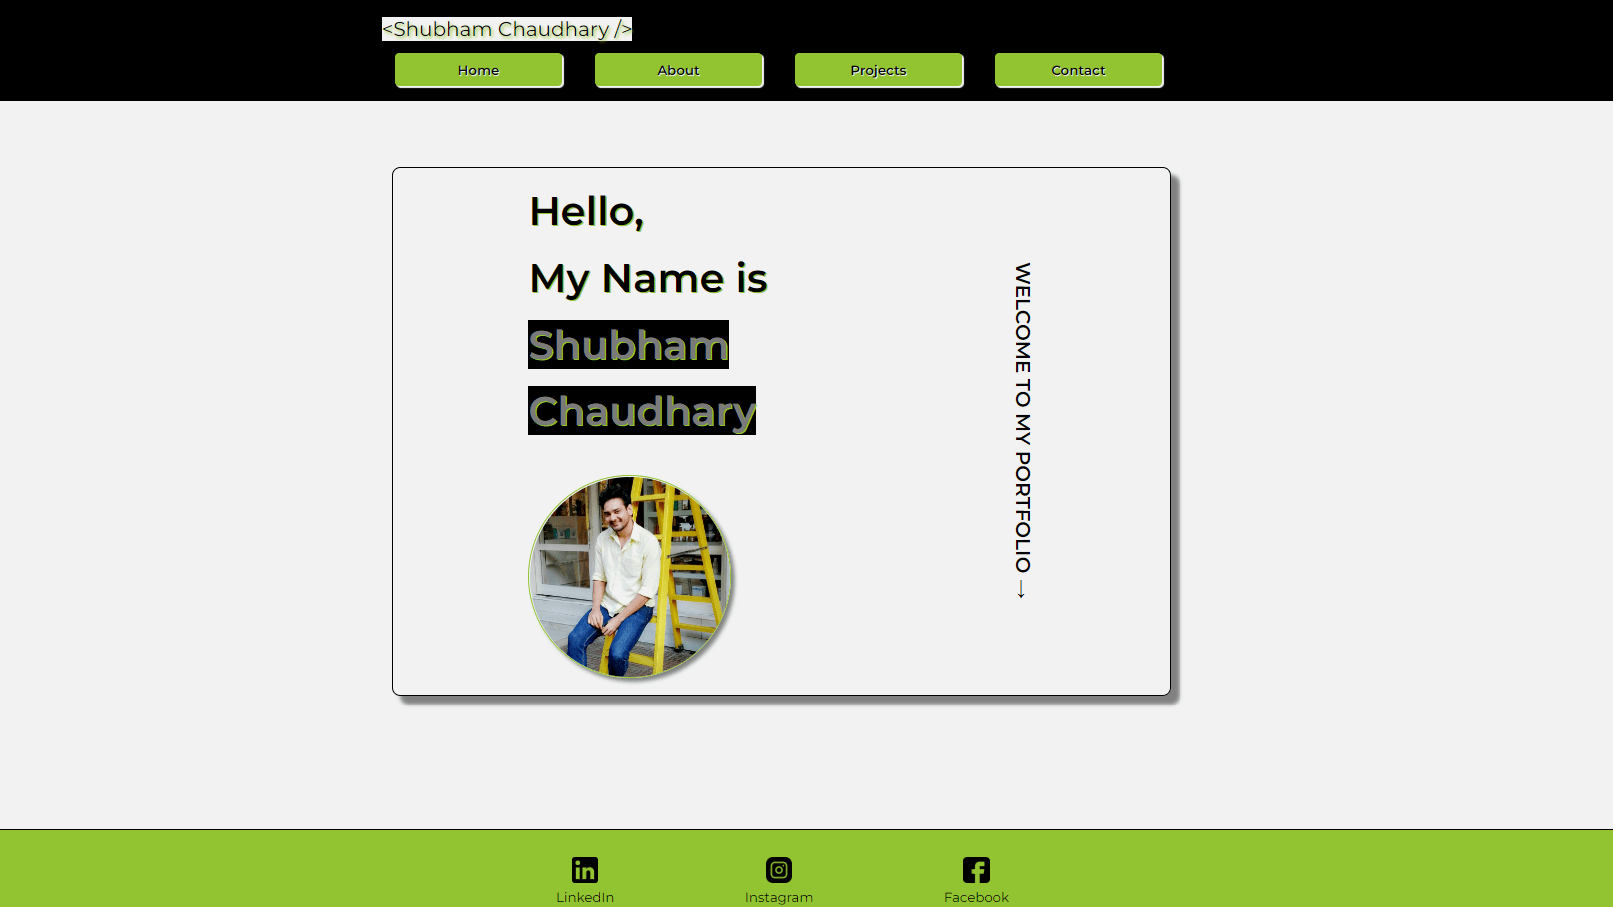 <Shubham Chaudhary />
Home About Projects Contact
Hello,
My Name is
Shubham
Chaudhary
WELCOME TO MY PORTFOLIO →
LinkedIn Instagram Facebook